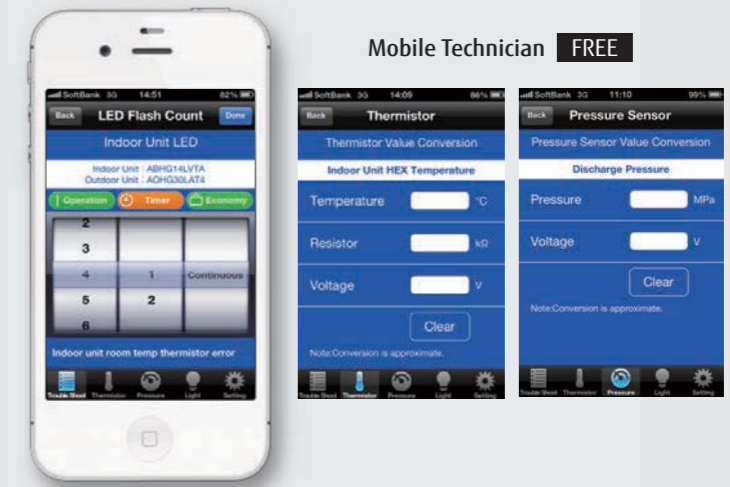 Mobile Technician FREE
SoftBank 3G 14:51 82%
Back LED Flash Count Done
Indoor Unit LED
Indoor Unit : ABHG14LVTA
Outdoor Unit : AOHG30LAT4
Operation Timer Economy
2
3
4 1 Continuous
5 2
6
Indoor unit room temp thermistor error
Trouble Shoot Thermistor Pressure Light Setting
SoftBank 3G 14:09 86%
Back Thermistor
Thermistor Value Conversion
Indoor Unit HEX Temperature
Temperature °C
Resistor kΩ
Voltage V
Clear
Note:Conversion is approximate.
Trouble Shoot Thermistor Pressure Light Setting
SoftBank 3G 11:10 99%
Back Pressure Sensor
Pressure Sensor Value Conversion
Discharge Pressure
Pressure MPa
Voltage V
Clear
Note:Conversion is approximate.
Trouble Shoot Thermistor Pressure Light Setting